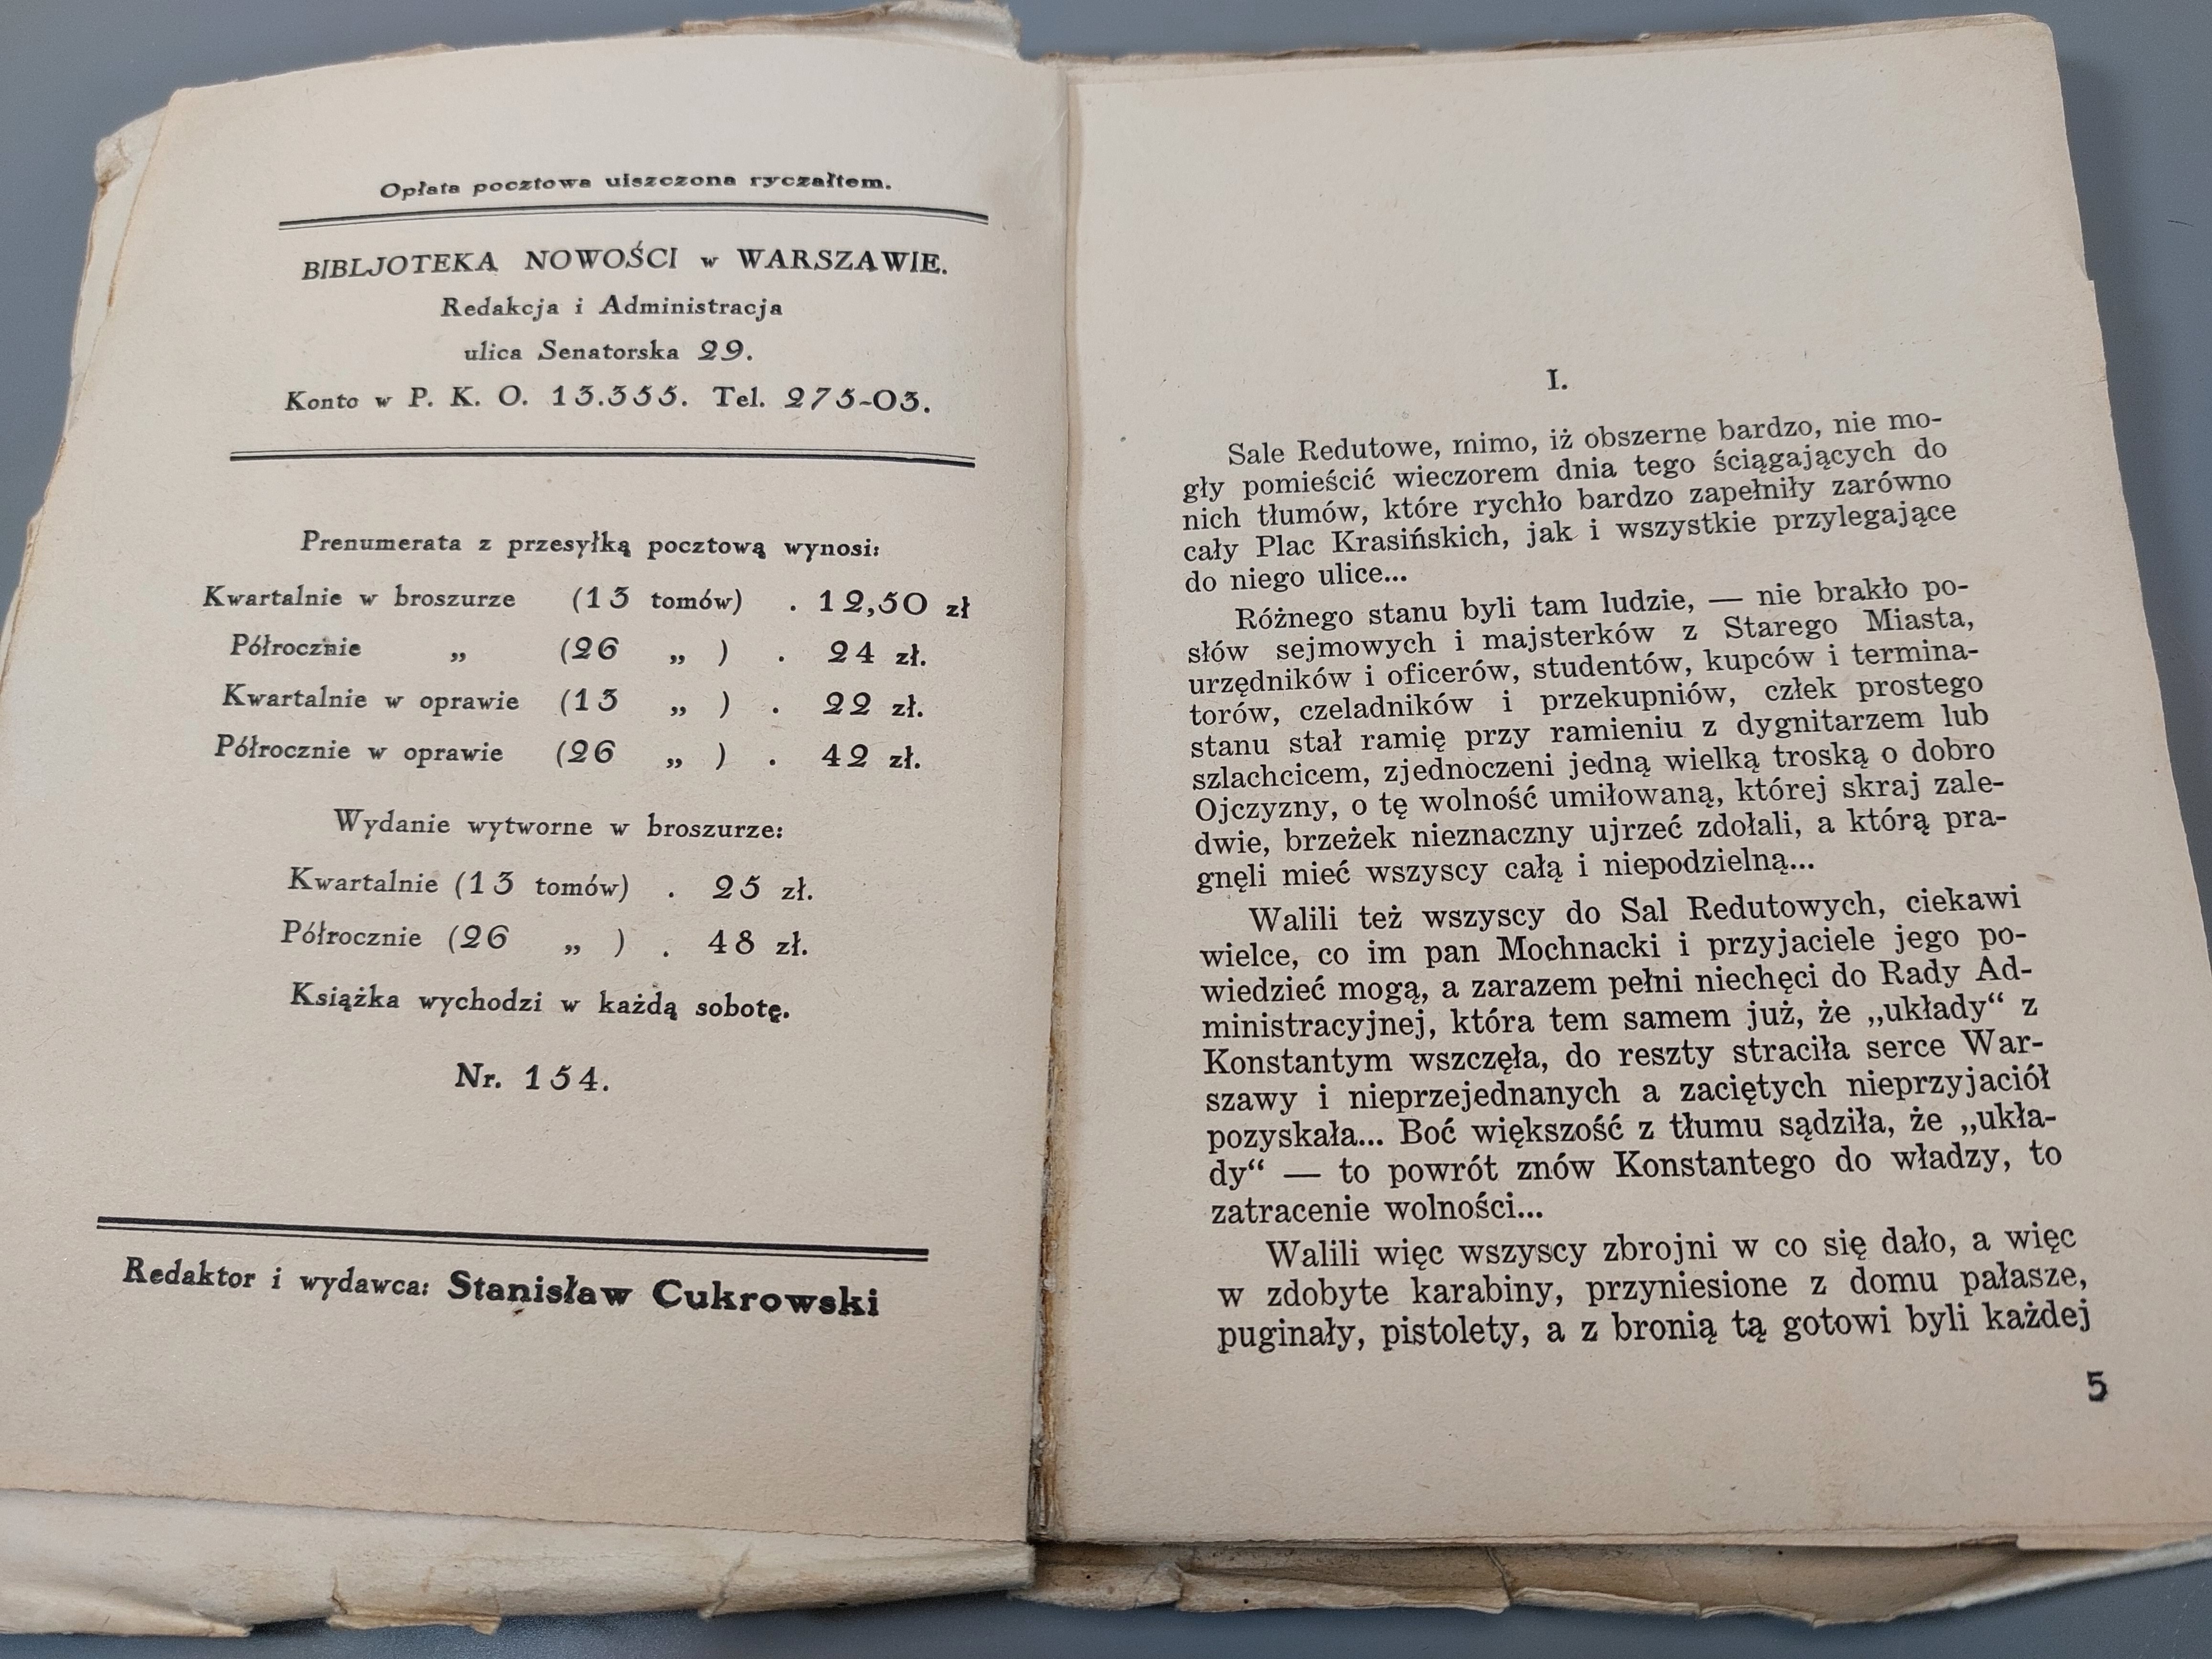 Opłata pocztowa uiszczona ryczałtem.
BIBLJOTEKA NOWOŚCI w WARSZAWIE.
Redakcja i Administracja
ulica Senatorska 29.
Konto w P. K. O. 13.355. Tel. 275-03.
Prenumerata z przesyłką pocztową wynosi:
Kwartalnie w broszurze (13 tomów) . 12,50 zł
Półrocznie „ (26 „ ) . 24 zł.
Kwartalnie w oprawie (13 „ ) . 22 zł.
Półrocznie w oprawie (26 „ ) . 42 zł.
Wydanie wytworne w broszurze:
Kwartalnie (13 tomów) . 25 zł.
Półrocznie (26 „ ) . 48 zł.
Książka wychodzi w każdą sobotę.
Nr. 154.
Redaktor i wydawca: Stanisław Cukrowski
I.
Sale Redutowe, mimo, iż obszerne bardzo, nie mo-
gły pomieścić wieczorem dnia tego ściągających do
nich tłumów, które rychło bardzo zapełniły zarówno
cały Plac Krasińskich, jak i wszystkie przylegające
do niego ulice...
Różnego stanu byli tam ludzie, — nie brakło po-
słów sejmowych i majsterków z Starego Miasta,
urzędników i oficerów, studentów, kupców i termina-
torów, czeladników i przekupniów, człek prostego
stanu stał ramię przy ramieniu z dygnitarzem lub
szlachcicem, zjednoczeni jedną wielką troską o dobro
Ojczyzny, o tę wolność umiłowaną, której skraj zale-
dwie, brzeżek nieznaczny ujrzeć zdołali, a którą pra-
gnęli mieć wszyscy całą i niepodzielną...
Walili też wszyscy do Sal Redutowych, ciekawi
wielce, co im pan Mochnacki i przyjaciele jego po-
wiedzieć mogą, a zarazem pełni niechęci do Rady Ad-
ministracyjnej, która tem samem już, że „układy“ z
Konstantym wszczęła, do reszty straciła serce War-
szawy i nieprzejednanych a zaciętych nieprzyjaciół
pozyskała... Boć większość z tłumu sądziła, że „ukła-
dy“ — to powrót znów Konstantego do władzy, to
zatracenie wolności...
Walili więc wszyscy zbrojni w co się dało, a więc
w zdobyte karabiny, przyniesione z domu pałasze,
puginały, pistolety, a z bronią tą gotowi byli każdej
5